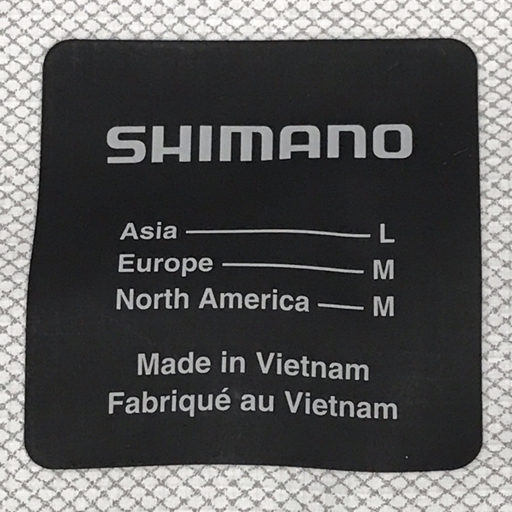 SHIMANO
Asia L
Europe M
North America M
Made in Vietnam
Fabriqué au Vietnam